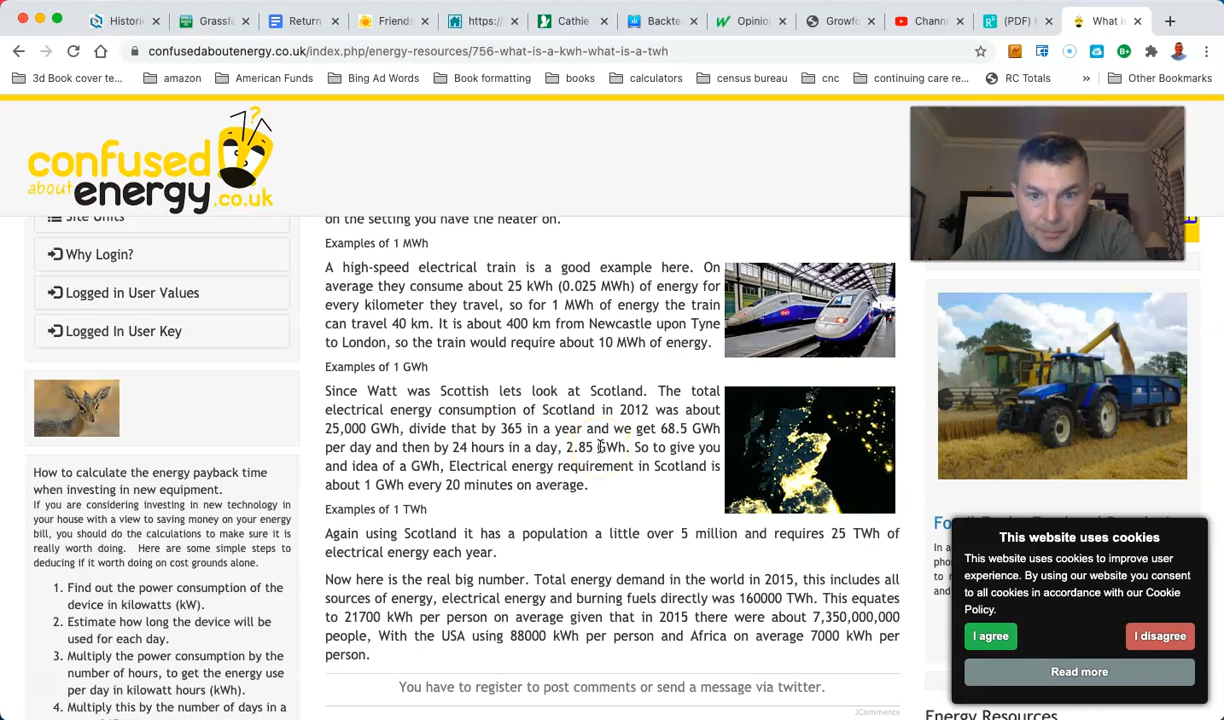 Historic
Grassfe
Return
Friends
https:/
Cathie
Backte
Opinion
Growfo
Chann
(PDF) H
What is
confusedaboutenergy.co.uk/index.php/energy-resources/756-what-is-a-kwh-what-is-a-twh
3d Book cover te...
amazon
American Funds
Bing Ad Words
Book formatting
books
calculators
census bureau
cnc
continuing care re...
RC Totals
»
Other Bookmarks
?
confused
about energy.co.uk
Site Units
Why Login?
Logged in User Values
Logged In User Key
How to calculate the energy payback time
when investing in new equipment.
If you are considering investing in new technology in
your house with a view to saving money on your energy
bill, you should do the calculations to make sure it is
really worth doing. Here are some simple steps to
deducing if it worth doing on cost grounds alone.
1. Find out the power consumption of the
device in kilowatts (kW).
2. Estimate how long the device will be
used for each day.
3. Multiply the power consumption by the
number of hours, to get the energy use
per day in kilowatt hours (kWh).
4. Multiply this by the number of days in a
on the setting you have the heater on.
Examples of 1 MWh
A high-speed electrical train is a good example here. On
average they consume about 25 kWh (0.025 MWh) of energy for
every kilometer they travel, so for 1 MWh of energy the train
can travel 40 km. It is about 400 km from Newcastle upon Tyne
to London, so the train would require about 10 MWh of energy.
Examples of 1 GWh
Since Watt was Scottish lets look at Scotland. The total
electrical energy consumption of Scotland in 2012 was about
25,000 GWh, divide that by 365 in a year and we get 68.5 GWh
per day and then by 24 hours in a day, 2.85 GWh. So to give you
and idea of a GWh, Electrical energy requirement in Scotland is
about 1 GWh every 20 minutes on average.
Examples of 1 TWh
Again using Scotland it has a population a little over 5 million and requires 25 TWh of
electrical energy each year.
Now here is the real big number. Total energy demand in the world in 2015, this includes all
sources of energy, electrical energy and burning fuels directly was 160000 TWh. This equates
to 21700 kWh per person on average given that in 2015 there were about 7,350,000,000
people, With the USA using 88000 kWh per person and Africa on average 7000 kWh per
person.
You have to register to post comments or send a message via twitter.
JComments
This website uses cookies
This website uses cookies to improve user
experience. By using our website you consent
to all cookies in accordance with our Cookie
Policy.
I agree
I disagree
Read more
Energy Resources